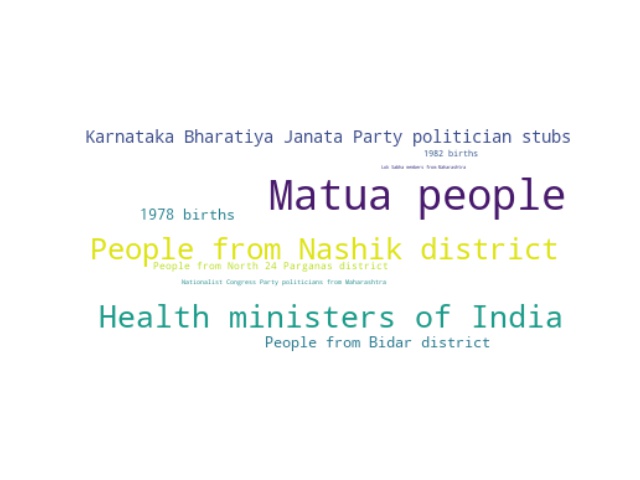 Karnataka Bharatiya Janata Party politician stubs
1982 births
Lok Sabha members from Maharashtra
Matua people
1978 births
People from Nashik district
People from North 24 Parganas district
Nationalist Congress Party politicians from Maharashtra
Health ministers of India
People from Bidar district